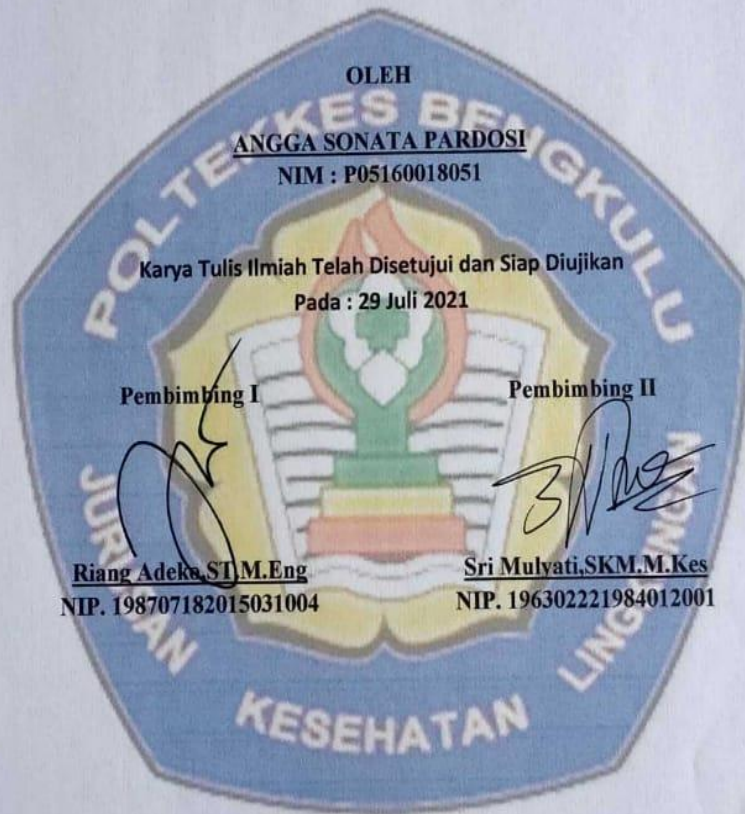 OLEH
ANGGA SONATA PARDOSI
NIM : P05160018051
Karya Tulis Ilmiah Telah Disetujui dan Siap Diujikan
Pada : 29 Juli 2021
Pembimbing I
Pembimbing II
Riang Adeko,ST,M.Eng
Sri Mulyati,SKM.M.Kes
NIP. 198707182015031004
NIP. 196302221984012001
POLTEKKES BENGKULU
JURUSAN KESEHATAN LINGKUNGAN